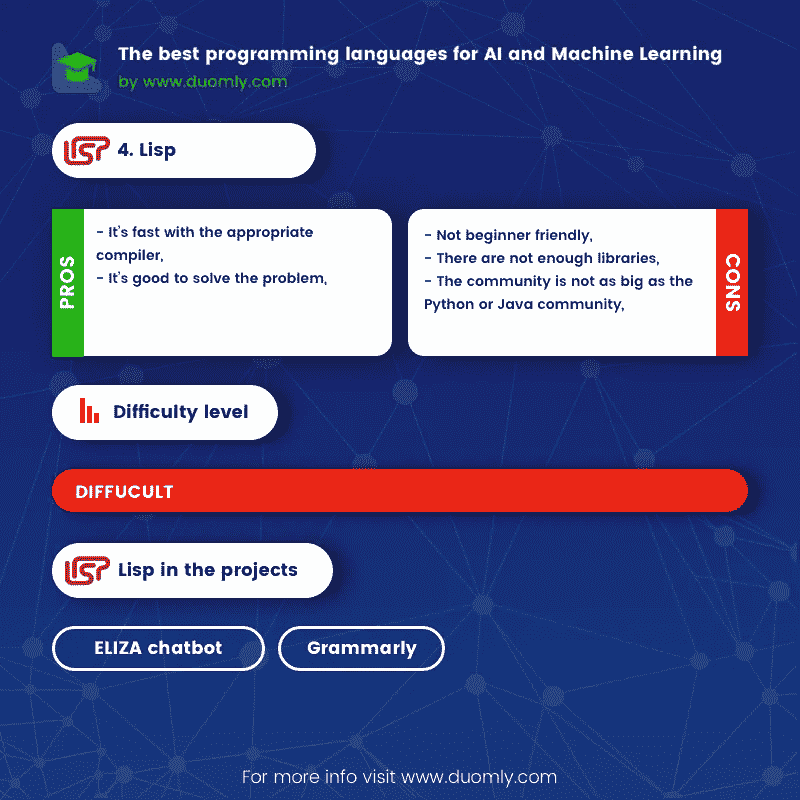 The best programming languages for AI and Machine Learning
by www.duomly.com
LISP
4. Lisp
PROS
- It's fast with the appropriate
compiler,
- It's good to solve the problem,
- Not beginner friendly,
- There are not enough libraries,
- The community is not as big as the
Python or Java community,
CONS
Difficulty level
DIFFUCULT
LISP
Lisp in the projects
ELIZA chatbot
Grammarly
For more info visit www.duomly.com